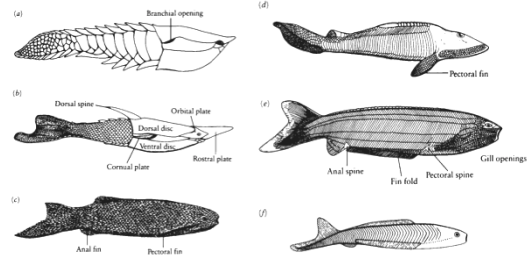 (a)
Branchial opening
(b)
Dorsal spine
Orbital plate
Dorsal disc
Ventral disc
Cornual plate
Rostral plate
(c)
Anal fin
Pectoral fin
(d)
Pectoral fin
(e)
Gill openings
Anal spine
Pectoral spine
Fin fold
(f)